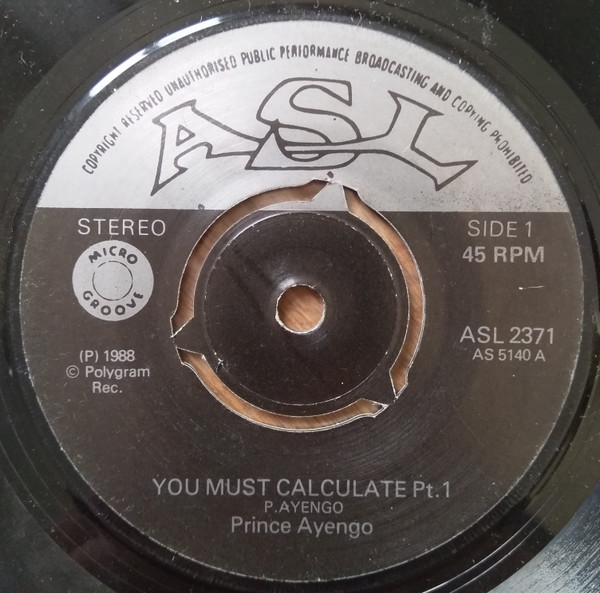 COPYRIGHT RESERVED UNAUTHORISED PUBLIC PERFORMANCE BROADCASTING AND COPYING PROHIBITED
ASL
STEREO
SIDE 1
45 RPM
MICRO
GROOVE
ASL 2371
AS 5140 A
(P) 1988
© Polygram
Rec.
YOU MUST CALCULATE Pt.1
P.AYENGO
Prince Ayengo